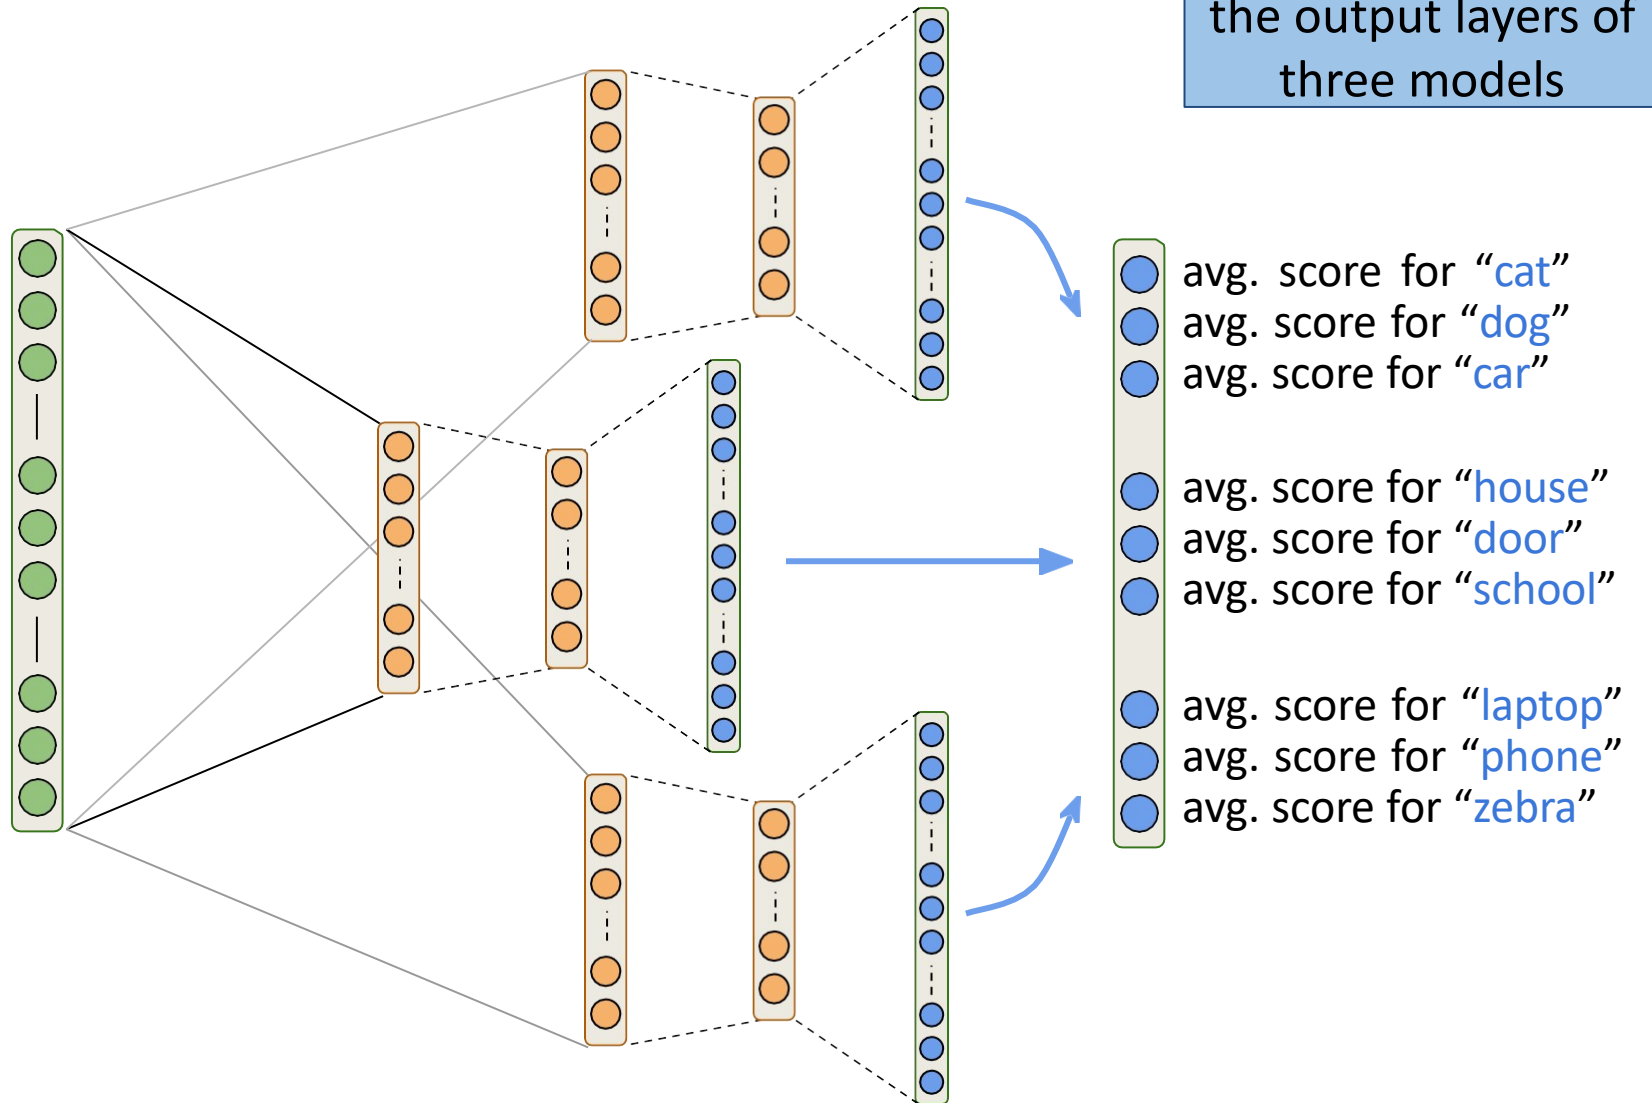 the output layers of
three models
avg. score for “cat”
avg. score for “dog”
avg. score for “car”
avg. score for “house”
avg. score for “door”
avg. score for “school”
avg. score for “laptop”
avg. score for “phone”
avg. score for “zebra”